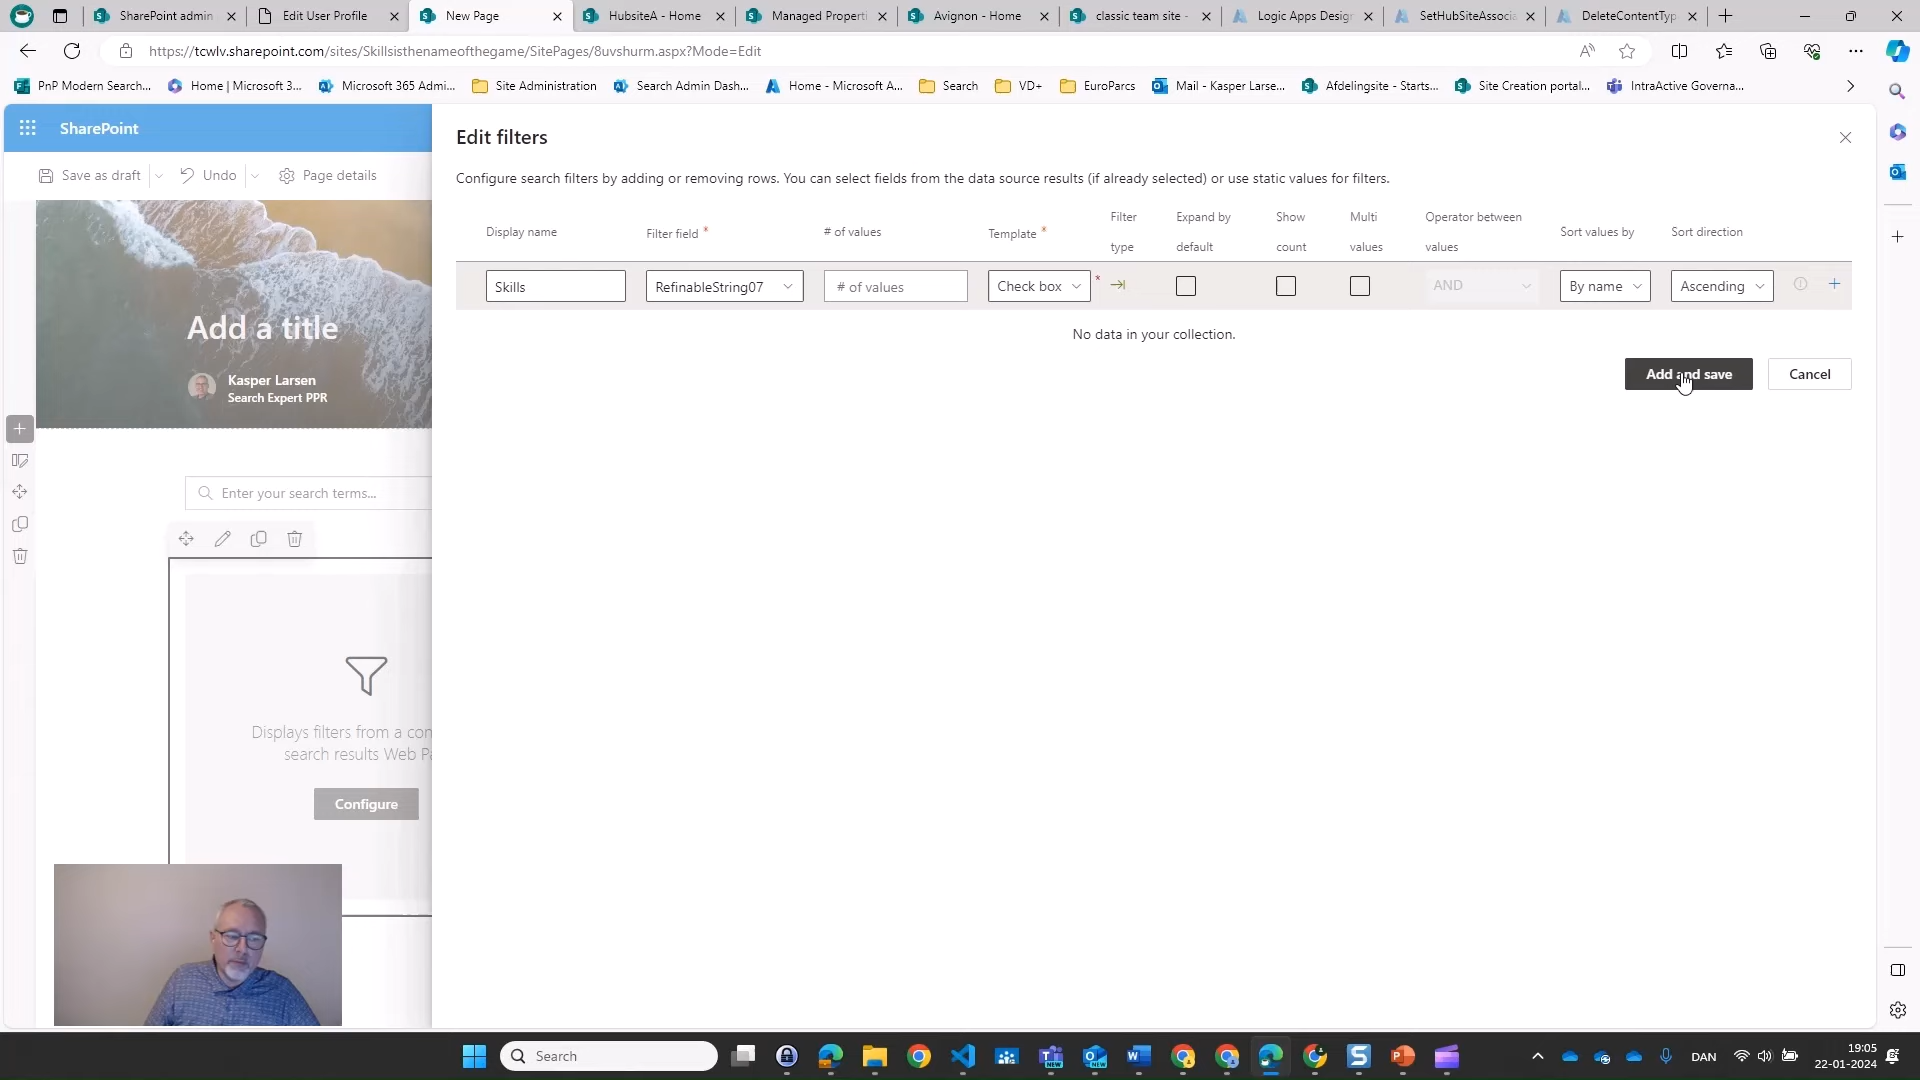 SharePoint admin
Edit User Profile
New Page
HubsiteA - Home
Managed Properti
Avignon - Home
classic team site -
Logic Apps Desig
SetHubSiteAssocia
DeleteContentTyp
https://tcwlv.sharepoint.com/sites/Skillsisthenameofthegame/SitePages/8uvshurm.aspx?Mode=Edit
PnP Modern Search...
Home | Microsoft 3...
Microsoft 365 Admi...
Site Administration
Search Admin Dash...
Home - Microsoft A...
Search
VD+
EuroParcs
Mail - Kasper Larse...
Afdelingsite - Starts...
Site Creation portal...
IntraActive Governa...
SharePoint
Save as draft
Undo
Page details
Add a title
Kasper Larsen
Search Expert PPR
Enter your search terms...
Displays filters from a con
search results Web P
Configure
Edit filters
Configure search filters by adding or removing rows. You can select fields from the data source results (if already selected) or use static values for filters.
Display name
Filter field *
# of values
Template *
Filter
type
Expand by
default
Show
count
Multi
values
Operator between
values
Sort values by
Sort direction
Skills
RefinableString07
# of values
Check box
*
AND
By name
Ascending
No data in your collection.
Add and save
Cancel
Search
DAN
19:05
22-01-2024